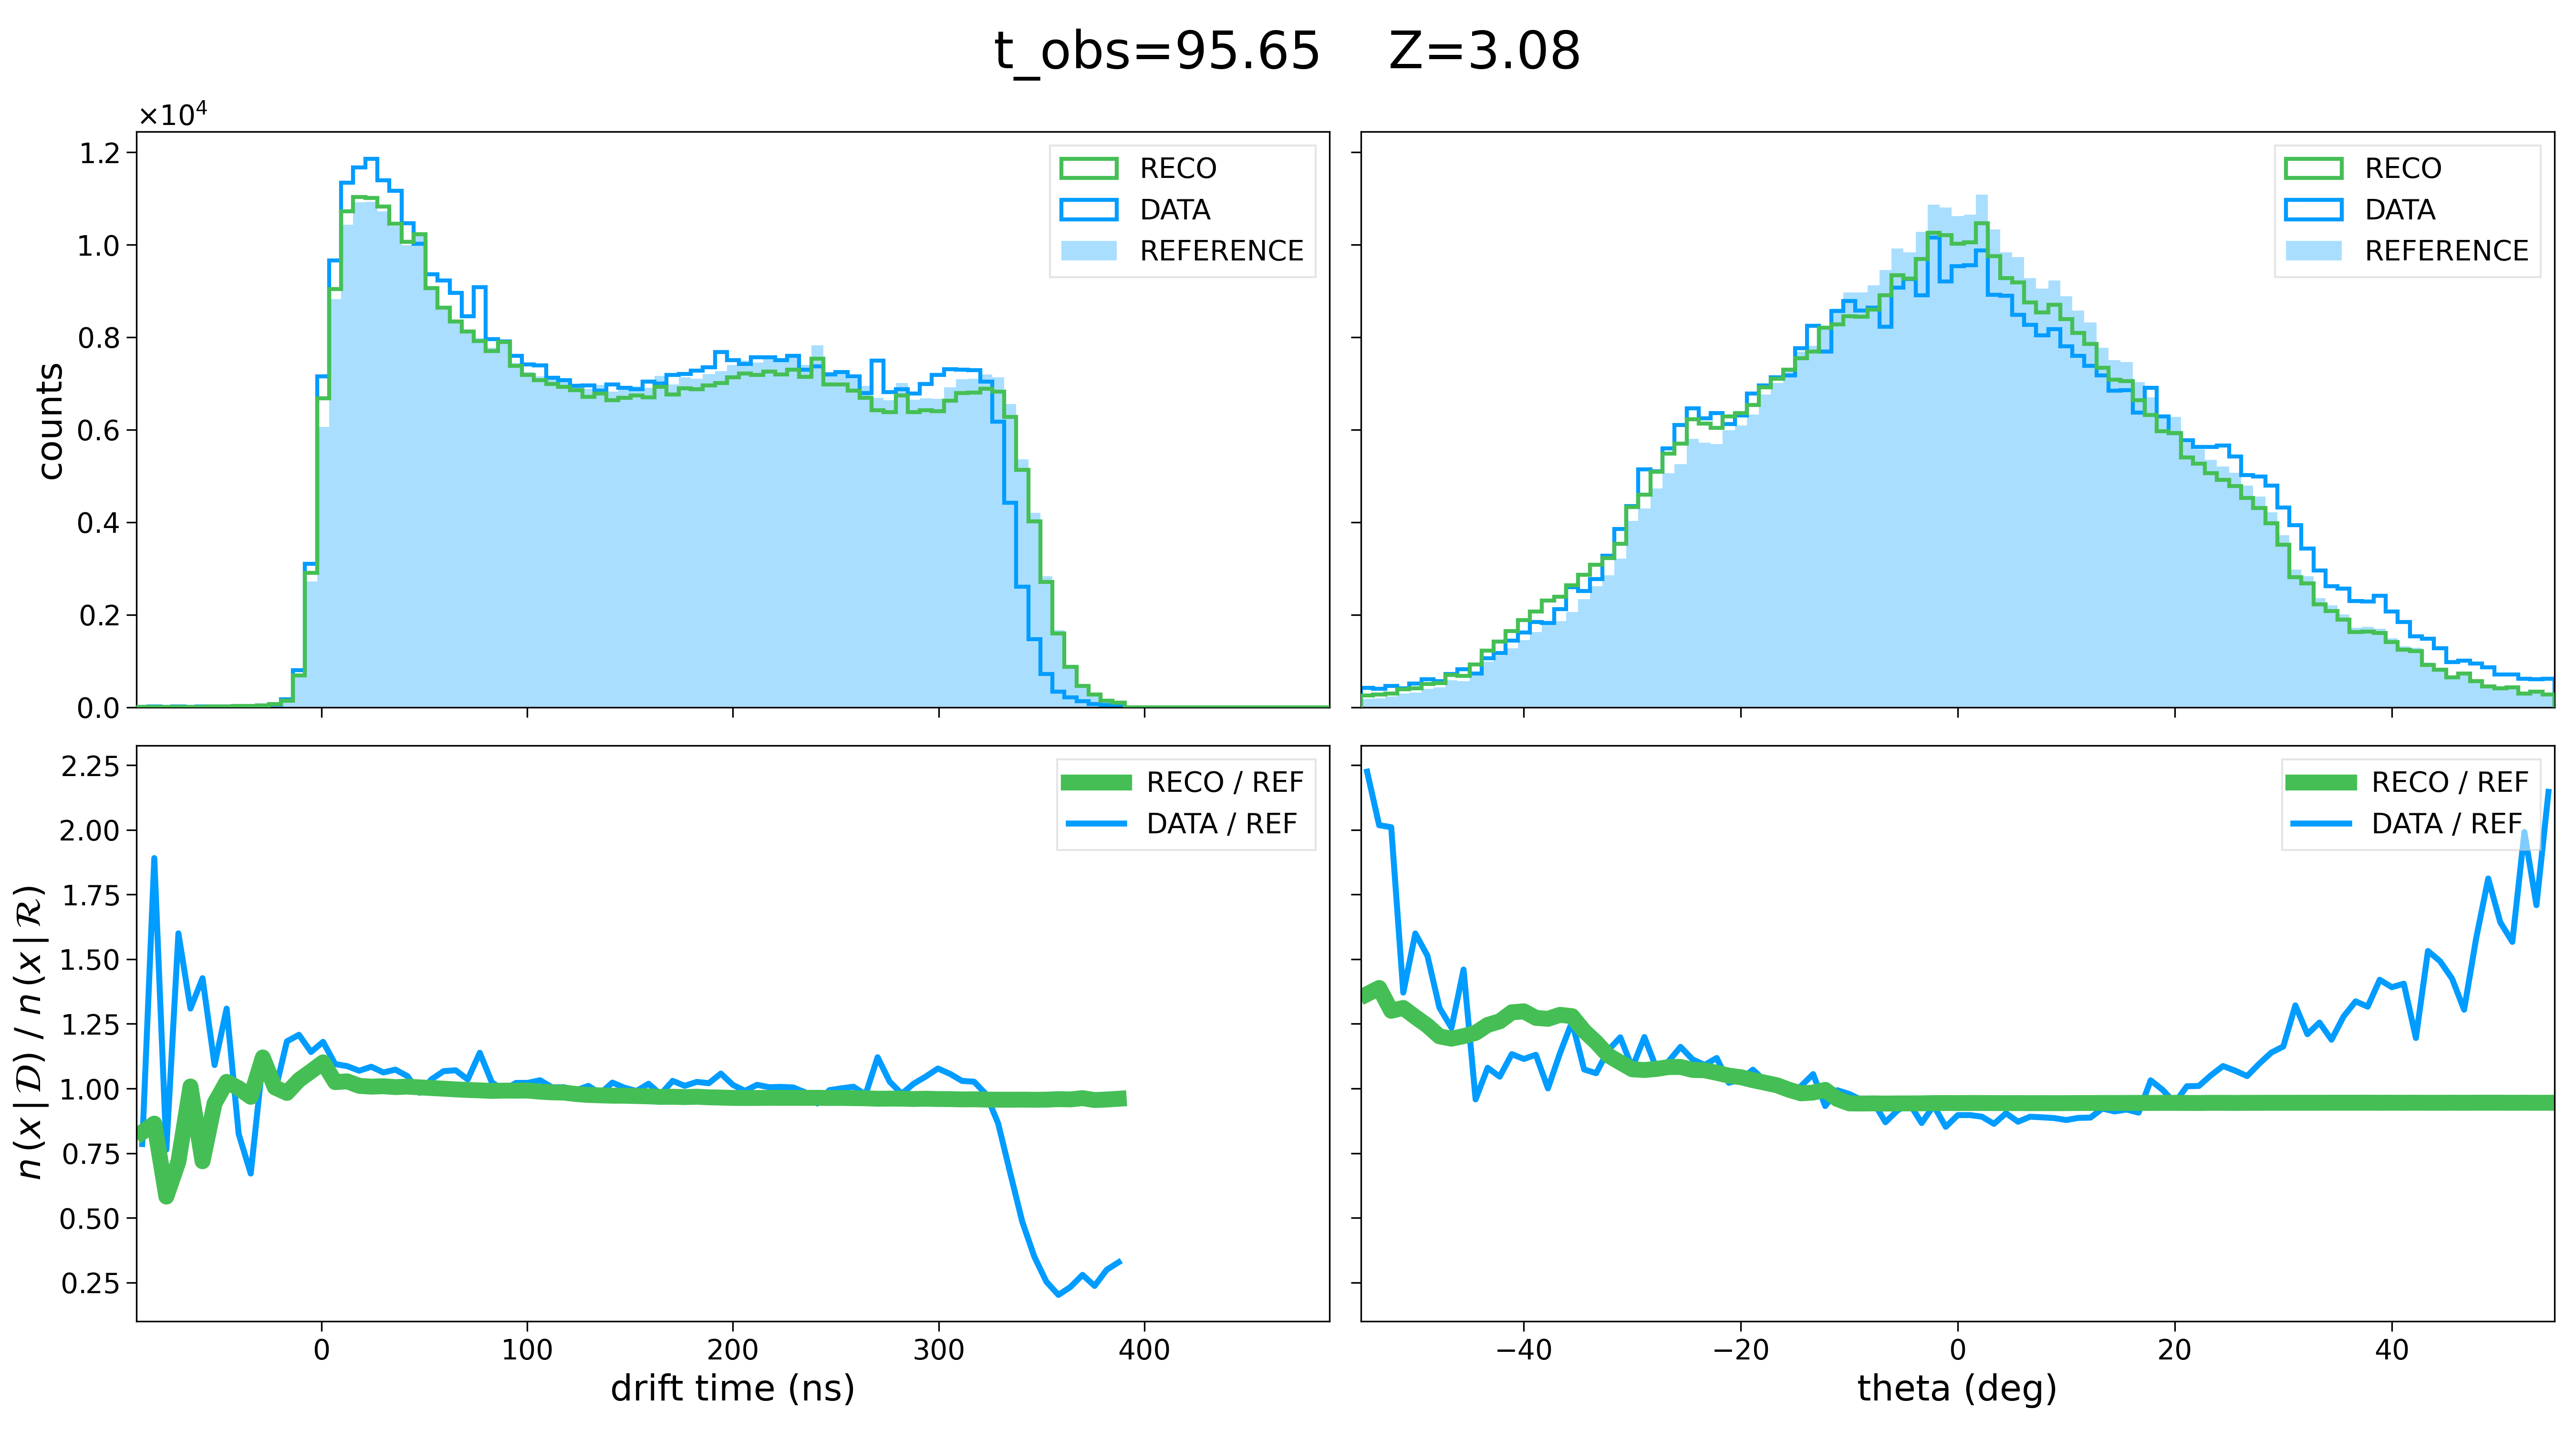 t_obs=95.65 Z=3.08
×10⁴
1.2
1.0
0.8
0.6
0.4
0.2
0.0
counts
RECO
DATA
REFERENCE
RECO
DATA
REFERENCE
2.25
2.00
1.75
1.50
1.25
1.00
0.75
0.50
0.25
n(x|𝒟) / n(x|ℛ)
RECO / REF
DATA / REF
0 100 200 300 400
drift time (ns)
RECO / REF
DATA / REF
−40 −20 0 20 40
theta (deg)